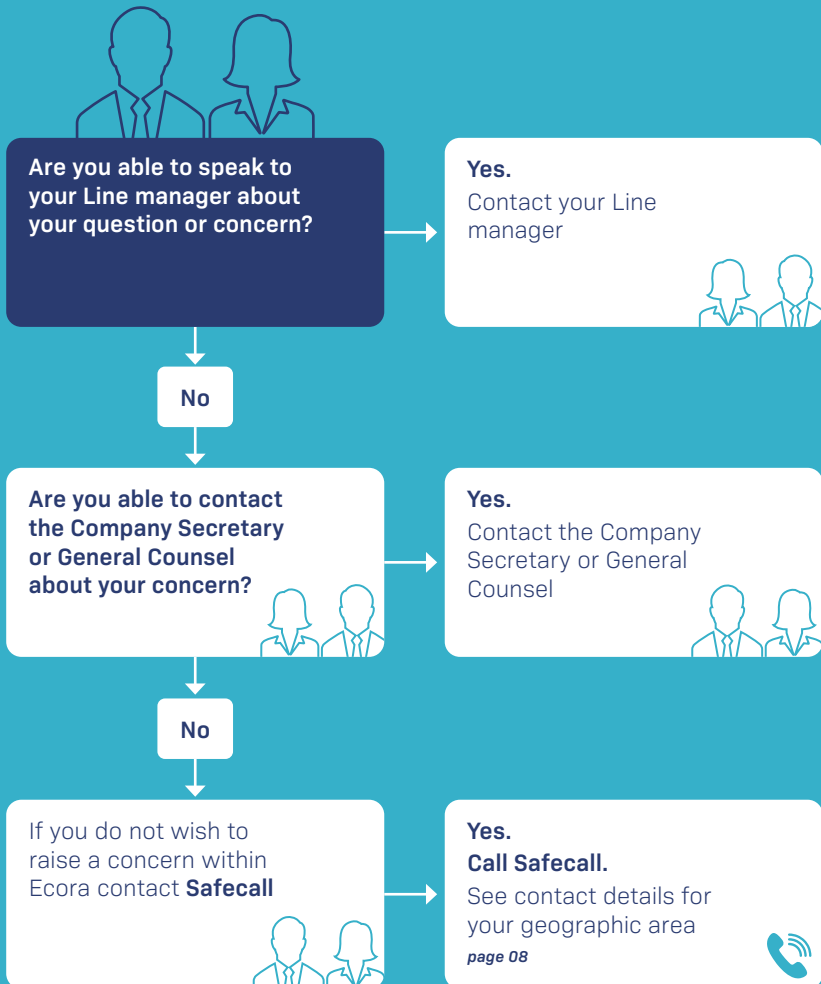 Are you able to speak to
your Line manager about
your question or concern?
Yes.
Contact your Line
manager
No
Are you able to contact
the Company Secretary
or General Counsel
about your concern?
Yes.
Contact the Company
Secretary or General
Counsel
No
If you do not wish to
raise a concern within
Ecora contact Safecall
Yes.
Call Safecall.
See contact details for
your geographic area
page 08